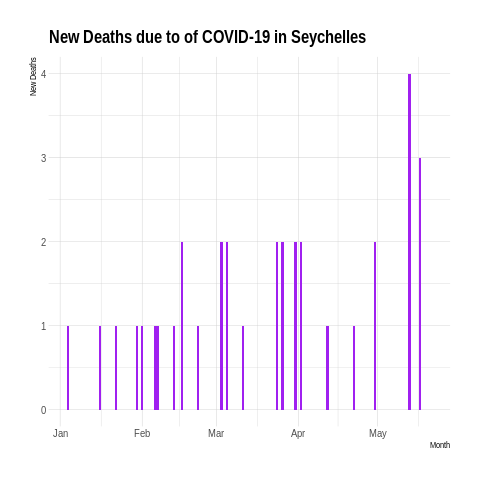 New Deaths due to of COVID-19 in Seychelles
New Deaths
4
3
2
1
0
Jan Feb Mar Apr May
Month